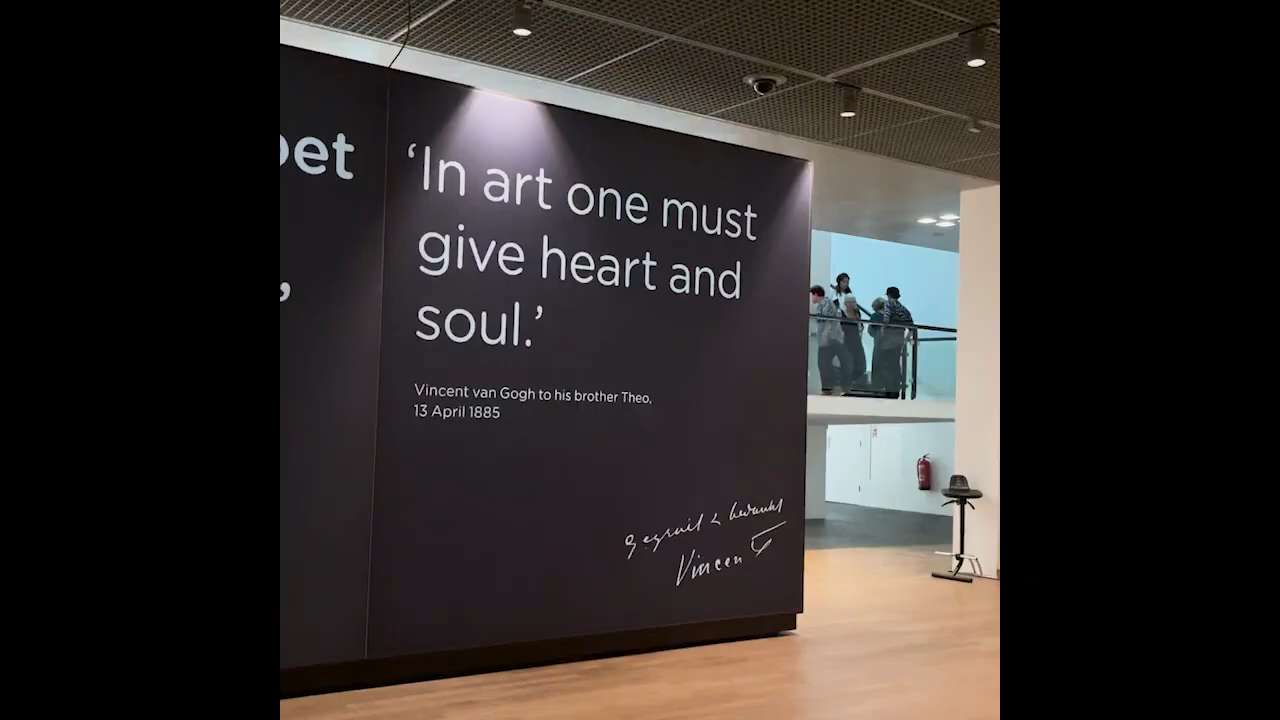 ‘In art one must
give heart and
soul.’
Vincent van Gogh to his brother Theo,
13 April 1885
Vincent